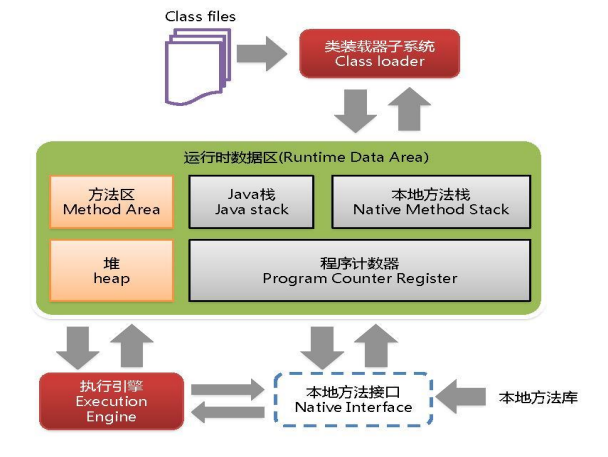 Class files
类装载器子系统
Class loader
运行时数据区(Runtime Data Area)
方法区
Method Area
Java栈
Java stack
本地方法栈
Native Method Stack
堆
heap
程序计数器
Program Counter Register
执行引擎
Execution
Engine
本地方法接口
Native Interface
本地方法库